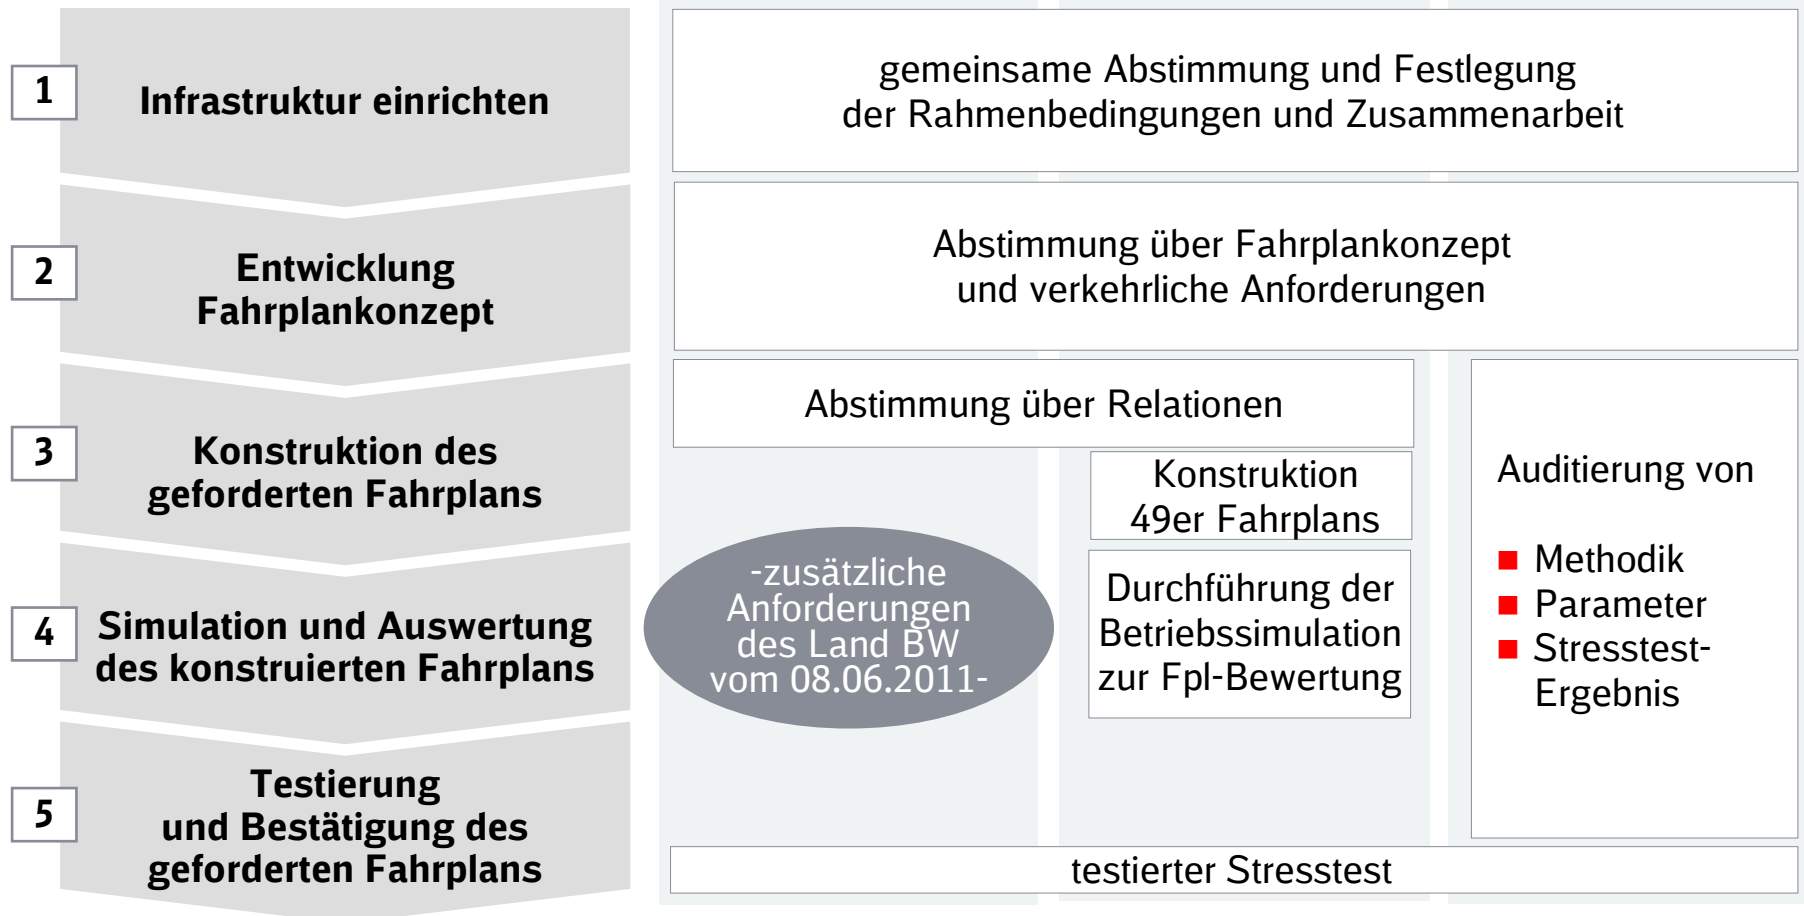 1
Infrastruktur einrichten
gemeinsame Abstimmung und Festlegung
der Rahmenbedingungen und Zusammenarbeit
2
Entwicklung
Fahrplankonzept
Abstimmung über Fahrplankonzept
und verkehrliche Anforderungen
3
Konstruktion des
geforderten Fahrplans
Abstimmung über Relationen
Konstruktion
49er Fahrplans
4
Simulation und Auswertung
des konstruierten Fahrplans
-zusätzliche
Anforderungen
des Land BW
vom 08.06.2011-
Durchführung der
Betriebssimulation
zur Fpl-Bewertung
Auditierung von
Methodik
Parameter
Stresstest-
Ergebnis
5
Testierung
und Bestätigung des
geforderten Fahrplans
testierter Stresstest